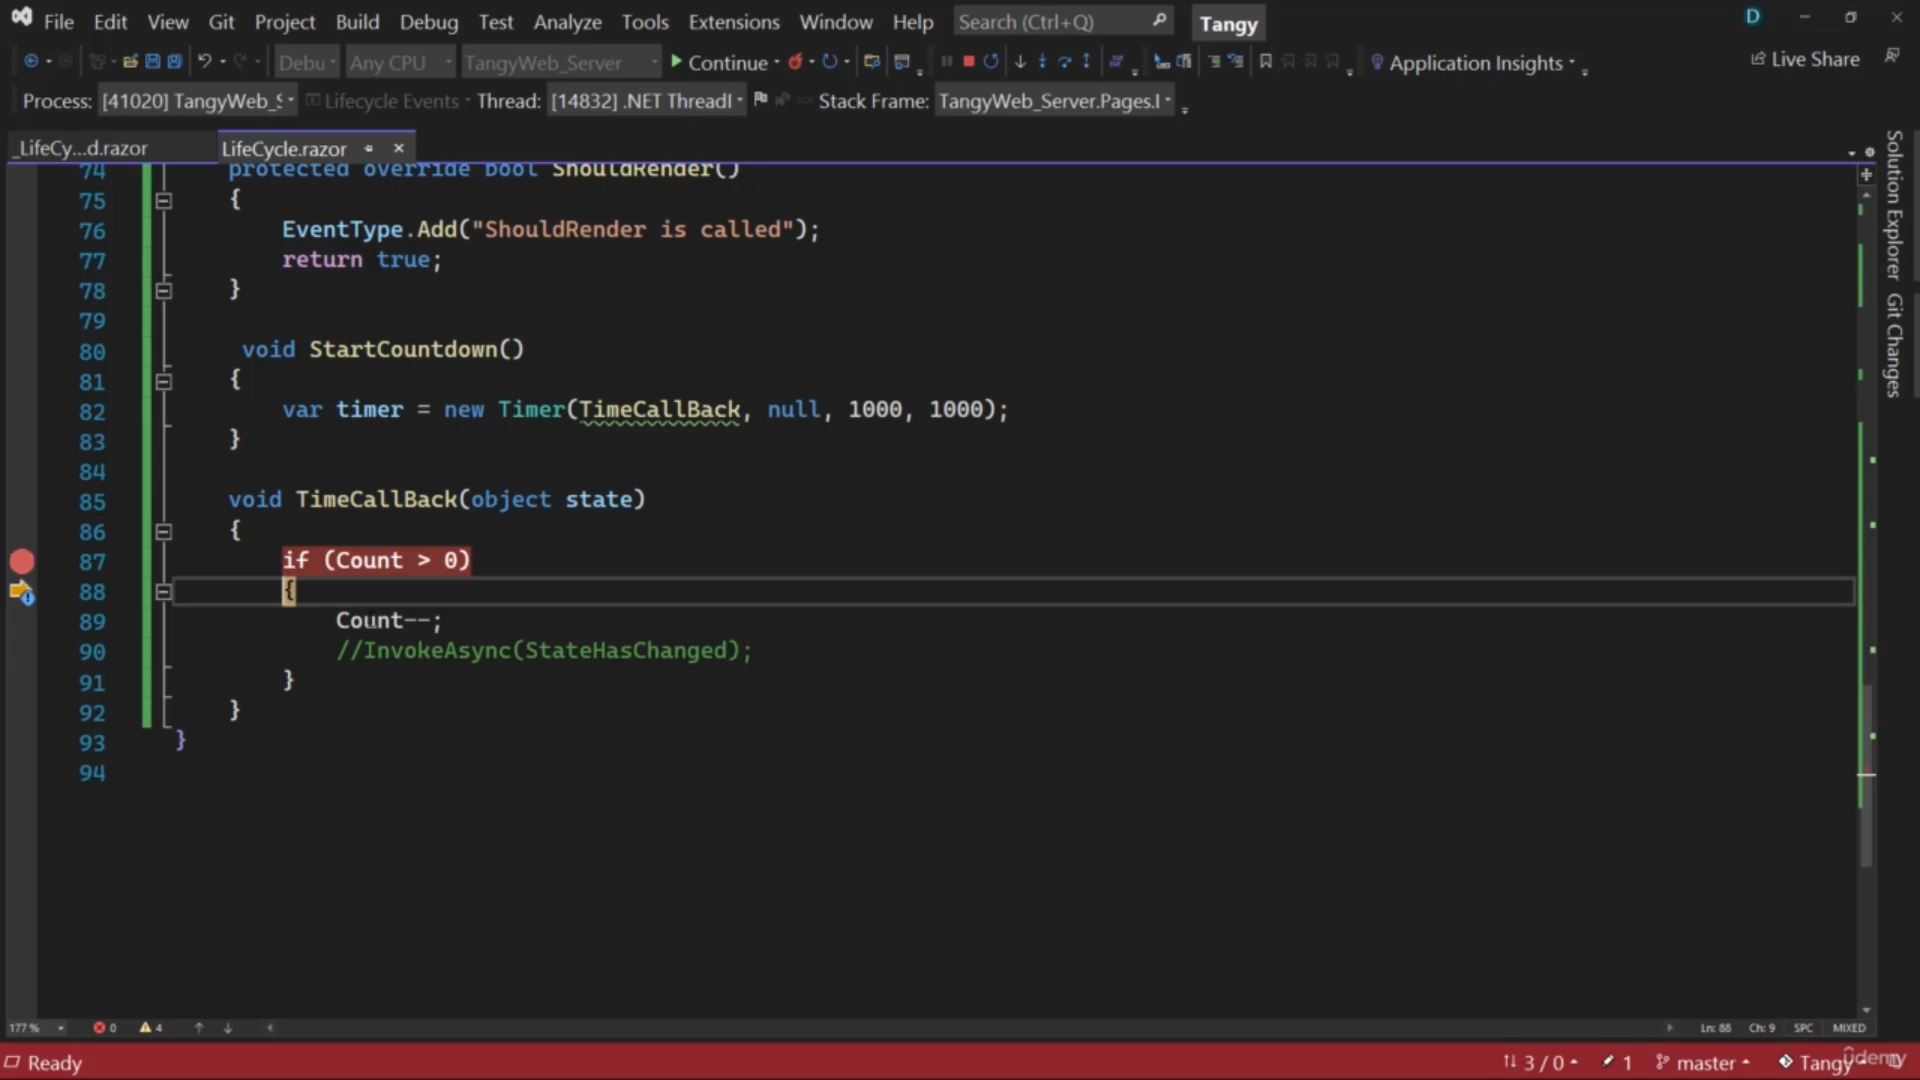 File Edit View Git Project Build Debug Test Analyze Tools Extensions Window Help Search (Ctrl+Q) Tangy D
Debu Any CPU TangyWeb_Server Continue Application Insights Live Share
Process: [41020] TangyWeb_S Lifecycle Events Thread: [14832] .NET ThreadI Stack Frame: TangyWeb_Server.Pages.l
_LifeCy...d.razor LifeCycle.razor
74 protected override bool ShouldRender()
75 {
76 EventType.Add("ShouldRender is called");
77 return true;
78 }
79
80 void StartCountdown()
81 {
82 var timer = new Timer(TimeCallBack, null, 1000, 1000);
83 }
84
85 void TimeCallBack(object state)
86 {
87 if (Count > 0)
88 {
89 Count--;
90 //InvokeAsync(StateHasChanged);
91 }
92 }
93 }
94
Solution Explorer
Git Changes
177 % 0 4 Ln: 88 Ch: 9 SPC MIXED
Ready 3 / 0 1 master Tangy
ûdemy